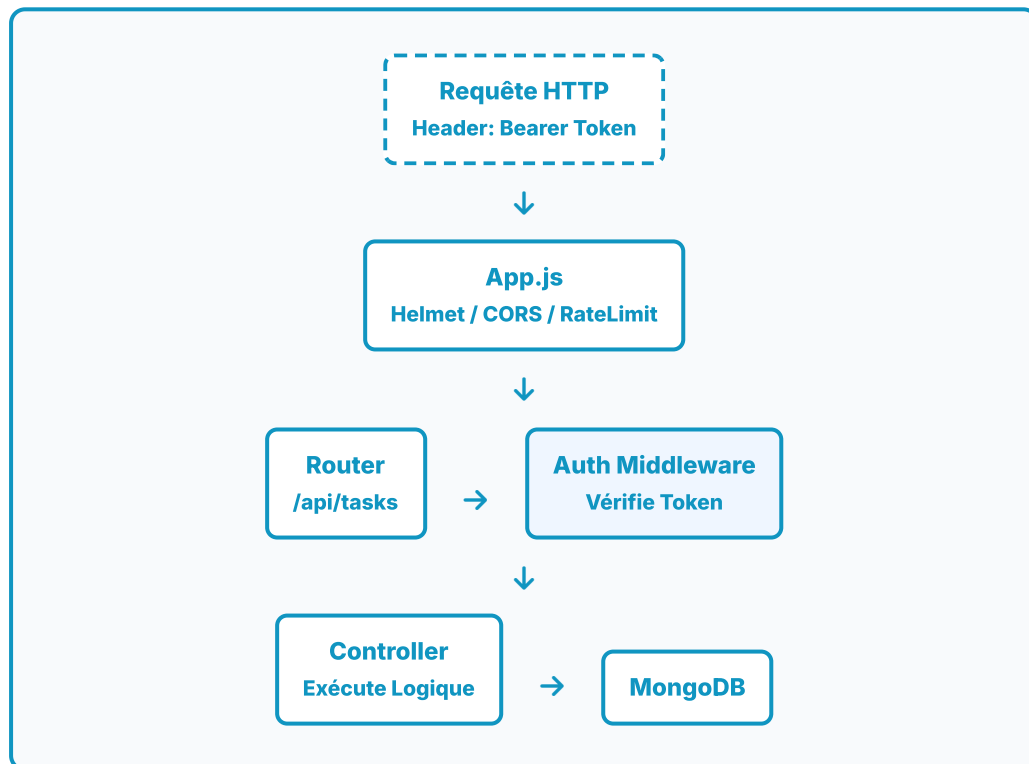 Requête HTTP
Header: Bearer Token
App.js
Helmet / CORS / RateLimit
Router
/api/tasks
Auth Middleware
Vérifie Token
Controller
Exécute Logique
MongoDB